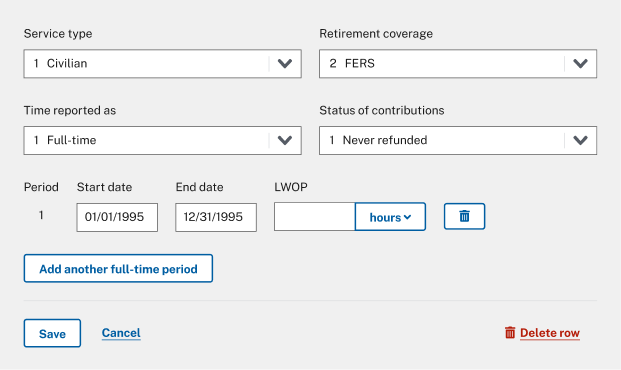 Service type Retirement coverage
1 Civilian 2 FERS
Time reported as Status of contributions
1 Full-time 1 Never refunded
Period Start date End date LWOP
1 01/01/1995 12/31/1995 hours
Add another full-time period
Save Cancel Delete row